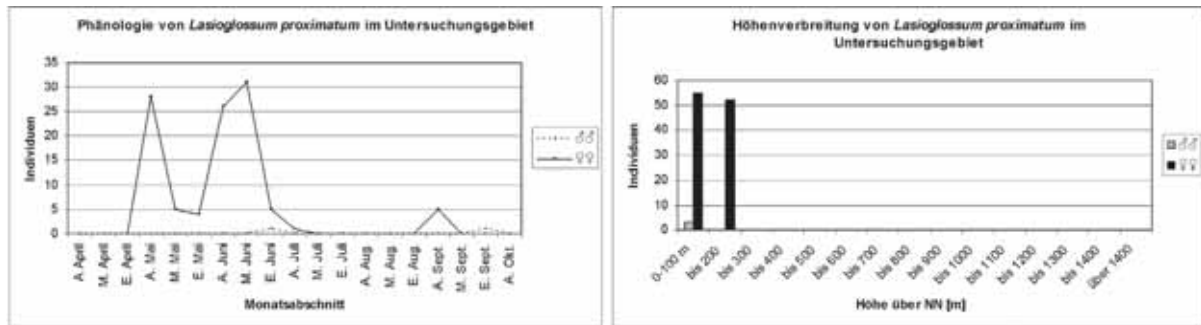 Phänologie von Lasioglossum proximatum im Untersuchungsgebiet
35
30
25
20
15
10
5
0
Individuen
A. April
M. April
E. April
A. Mai
M. Mai
E. Mai
A. Juni
M. Juni
E. Juni
A. Juli
M. Juli
E. Juli
A. Aug.
M. Aug.
E. Aug.
A. Sept.
M. Sept.
E. Sept.
A. Okt.
Monatsabschnitt
♂♂
♀♀
Höhenverbreitung von Lasioglossum proximatum im
Untersuchungsgebiet
60
50
40
30
20
10
0
Individuen
0-100 m
bis 200
bis 300
bis 400
bis 500
bis 600
bis 700
bis 800
bis 900
bis 1000
bis 1100
bis 1200
bis 1300
bis 1400
über 1400
Höhe über NN [m]
♂♂
♀♀